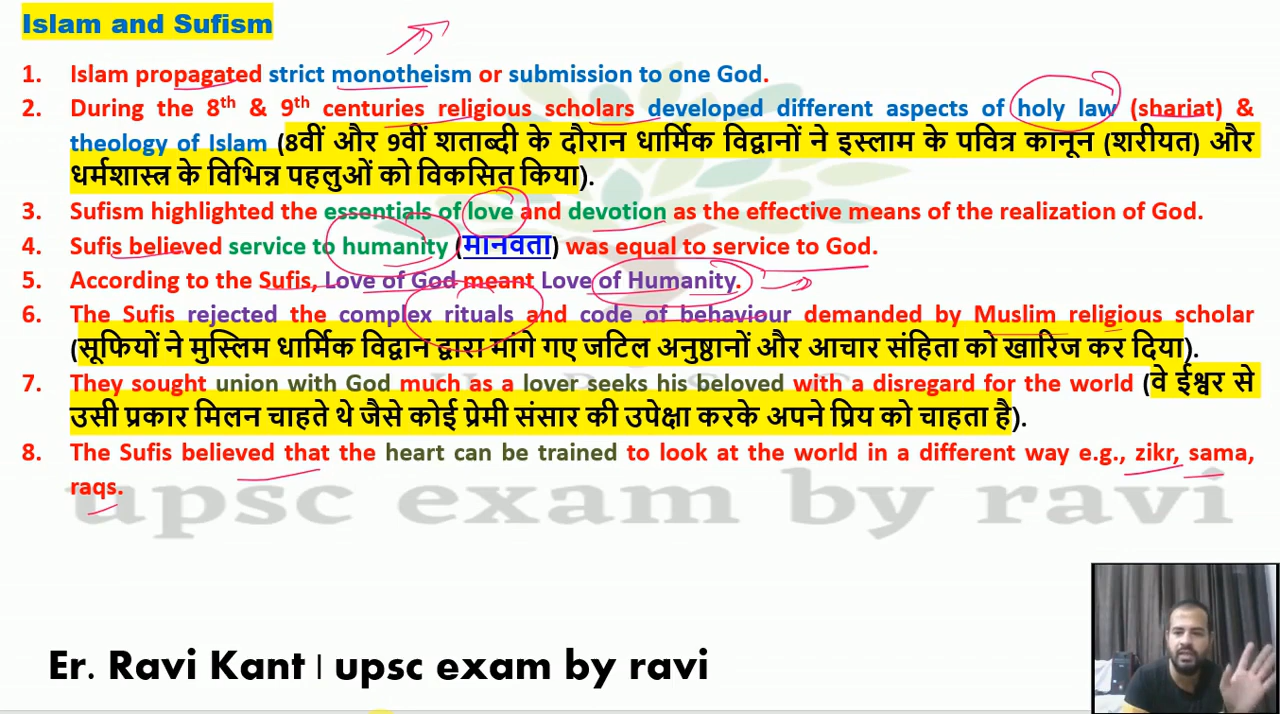 Islam and Sufism
1. Islam propagated strict monotheism or submission to one God.
2. During the 8th & 9th centuries religious scholars developed different aspects of holy law (shariat) &
theology of Islam (8वीं और 9वीं शताब्दी के दौरान धार्मिक विद्वानों ने इस्लाम के पवित्र कानून (शरीयत) और
धर्मशास्त्र के विभिन्न पहलुओं को विकसित किया).
3. Sufism highlighted the essentials of love and devotion as the effective means of the realization of God.
4. Sufis believed service to humanity (मानवता) was equal to service to God.
5. According to the Sufis, Love of God meant Love of Humanity.
6. The Sufis rejected the complex rituals and code of behaviour demanded by Muslim religious scholar
(सूफियों ने मुस्लिम धार्मिक विद्वान द्वारा मांगे गए जटिल अनुष्ठानों और आचार संहिता को खारिज कर दिया).
7. They sought union with God much as a lover seeks his beloved with a disregard for the world (वे ईश्वर से
उसी प्रकार मिलन चाहते थे जैसे कोई प्रेमी संसार की उपेक्षा करके अपने प्रिय को चाहता है).
8. The Sufis believed that the heart can be trained to look at the world in a different way e.g., zikr, sama,
raqs.
upsc exam by ravi
Er. Ravi Kant | upsc exam by ravi